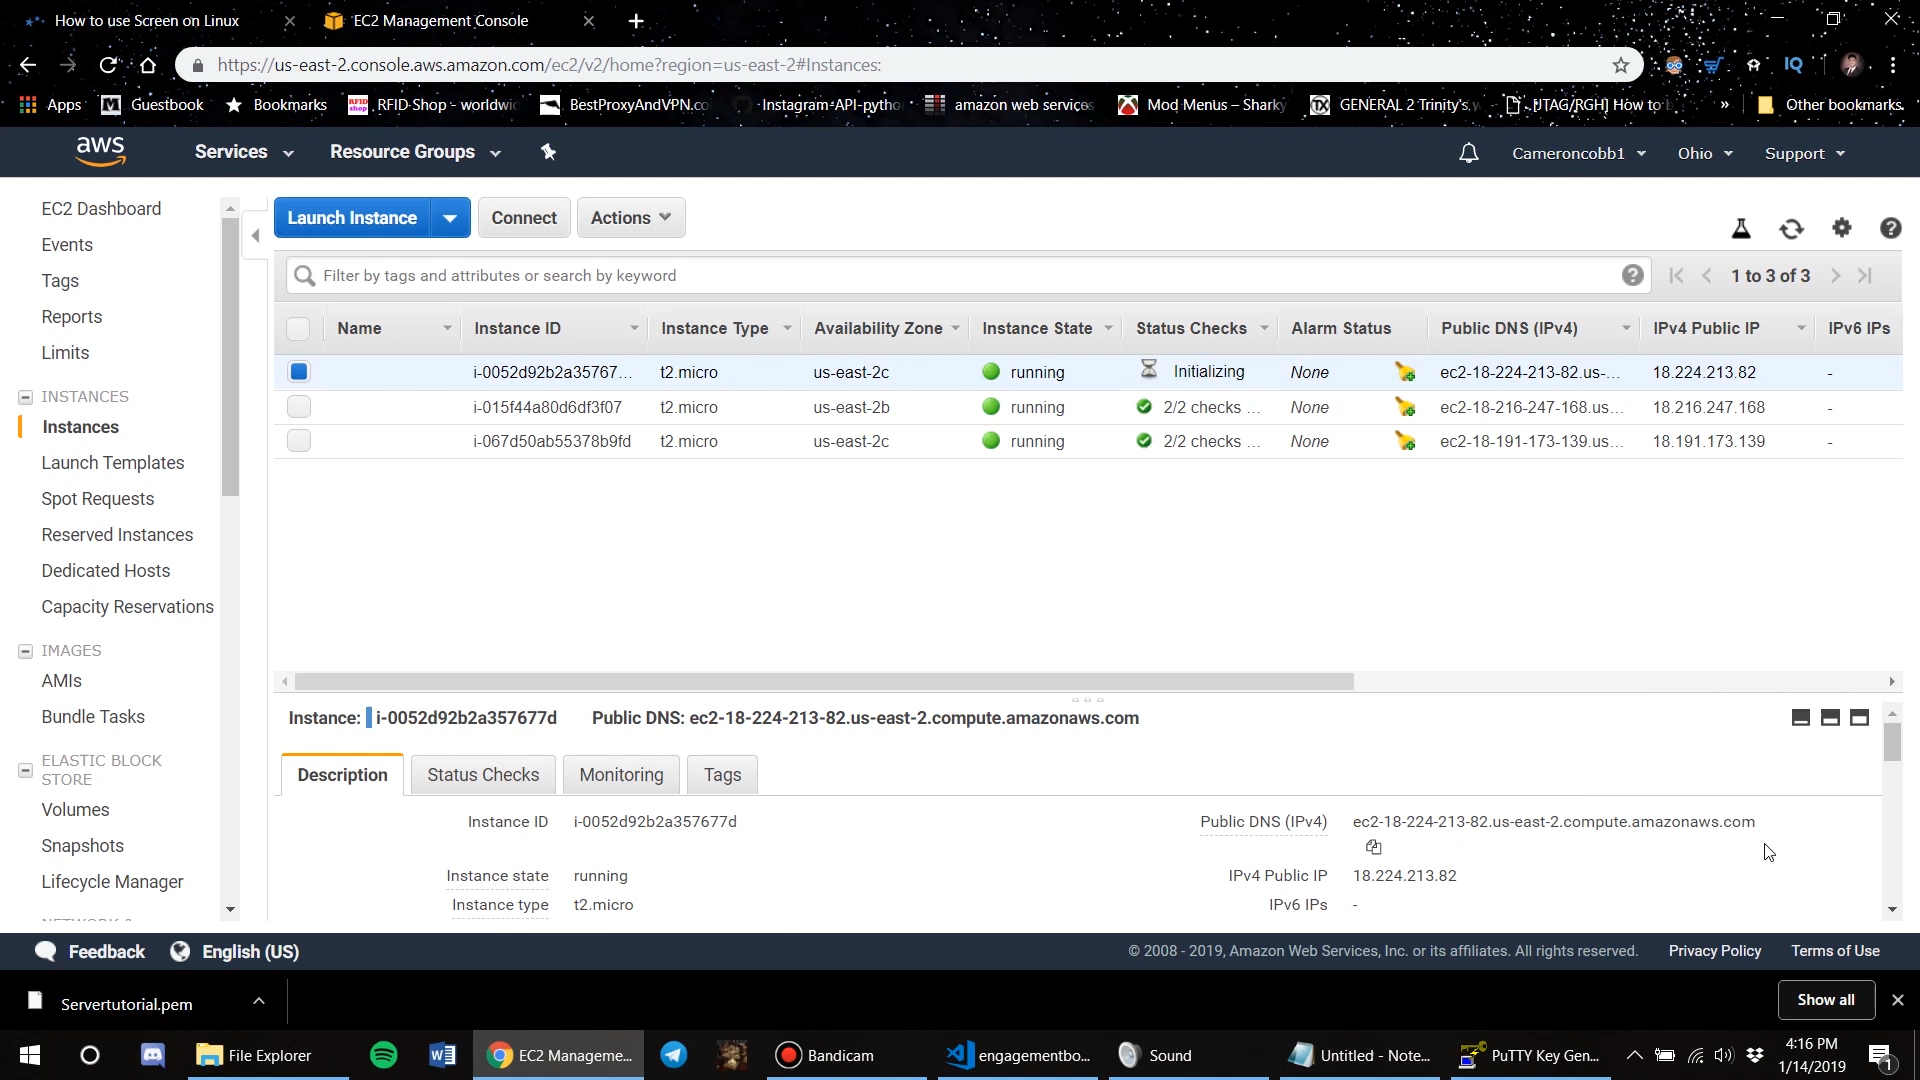 How to use Screen on Linux
EC2 Management Console
https://us-east-2.console.aws.amazon.com/ec2/v2/home?region=us-east-2#Instances:
IQ
Apps
Guestbook
Bookmarks
RFID Shop - worldwi
BestProxyAndVPN.co
Instagram-API-pytho
amazon web services
Mod Menus – Sharky
GENERAL 2 Trinity's
[JTAG/RGH] How to
»
Other bookmarks
aws
Services
Resource Groups
Cameroncobb1
Ohio
Support
EC2 Dashboard
Events
Tags
Reports
Limits
INSTANCES
Instances
Launch Templates
Spot Requests
Reserved Instances
Dedicated Hosts
Capacity Reservations
IMAGES
AMIs
Bundle Tasks
ELASTIC BLOCK
STORE
Volumes
Snapshots
Lifecycle Manager
Launch Instance
Connect
Actions
Filter by tags and attributes or search by keyword
1 to 3 of 3
Name Instance ID Instance Type Availability Zone Instance State Status Checks Alarm Status Public DNS (IPv4) IPv4 Public IP IPv6 IPs
i-0052d92b2a35767... t2.micro us-east-2c running Initializing None ec2-18-224-213-82.us-... 18.224.213.82 -
i-015f44a80d6df3f07 t2.micro us-east-2b running 2/2 checks ... None ec2-18-216-247-168.us... 18.216.247.168 -
i-067d50ab55378b9fd t2.micro us-east-2c running 2/2 checks ... None ec2-18-191-173-139.us... 18.191.173.139 -
Instance: i-0052d92b2a357677d Public DNS: ec2-18-224-213-82.us-east-2.compute.amazonaws.com
Description
Status Checks
Monitoring
Tags
Instance ID i-0052d92b2a357677d
Instance state running
Instance type t2.micro
Public DNS (IPv4) ec2-18-224-213-82.us-east-2.compute.amazonaws.com
IPv4 Public IP 18.224.213.82
IPv6 IPs -
Feedback
English (US)
© 2008 - 2019, Amazon Web Services, Inc. or its affiliates. All rights reserved.
Privacy Policy
Terms of Use
Servertutorial.pem
Show all
File Explorer
EC2 Manageme...
Bandicam
engagementbo...
Sound
Untitled - Note...
PuTTY Key Gen...
4:16 PM
1/14/2019
1